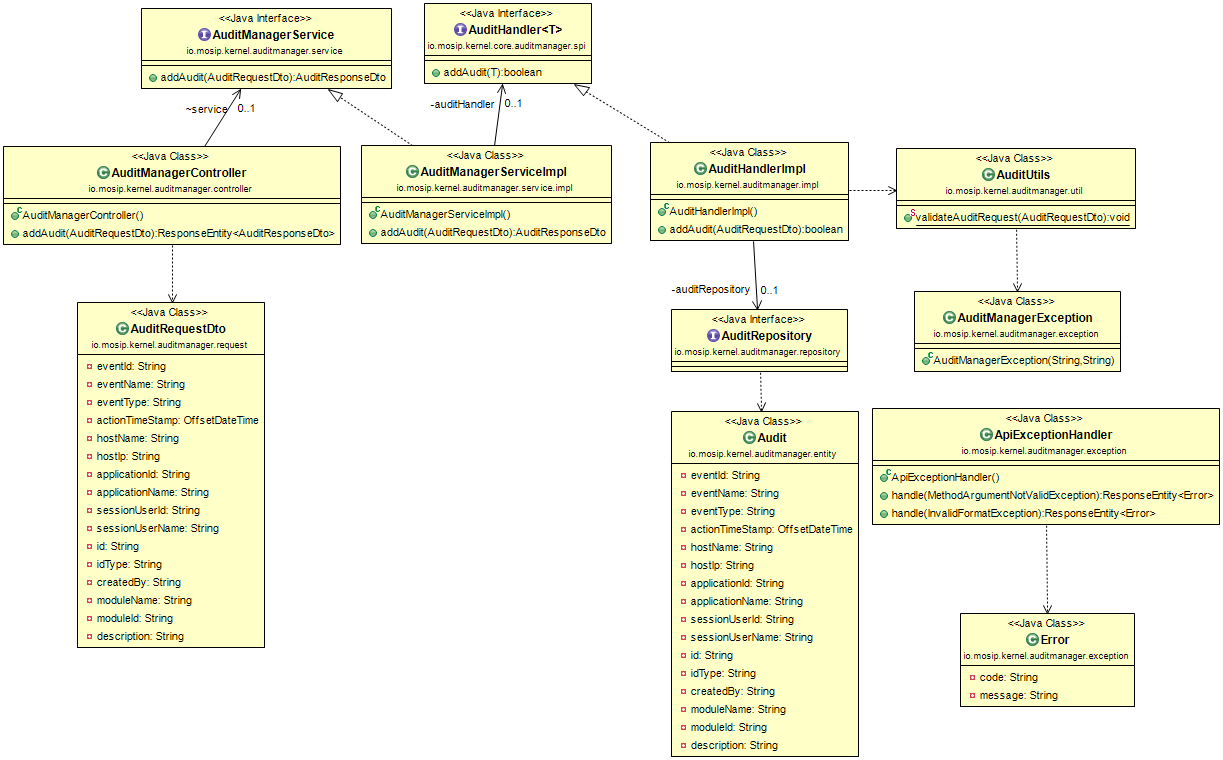 <<Java Interface>>
AuditManagerService
io.mosip.kernel.auditmanager.service
addAudit(AuditRequestDto):AuditResponseDto
<<Java Interface>>
AuditHandler<T>
io.mosip.kernel.core.auditmanager.spi
addAudit(T):boolean
~service
0..1
-auditHandler
0..1
<<Java Class>>
AuditManagerController
io.mosip.kernel.auditmanager.controller
AuditManagerController()
addAudit(AuditRequestDto):ResponseEntity<AuditResponseDto>
<<Java Class>>
AuditManagerServiceImpl
io.mosip.kernel.auditmanager.service.impl
AuditManagerServiceImpl()
addAudit(AuditRequestDto):AuditResponseDto
<<Java Class>>
AuditHandlerImpl
io.mosip.kernel.auditmanager.impl
AuditHandlerImpl()
addAudit(AuditRequestDto):boolean
<<Java Class>>
AuditUtils
io.mosip.kernel.auditmanager.util
validateAuditRequest(AuditRequestDto):void
-auditRepository
0..1
<<Java Class>>
AuditRequestDto
io.mosip.kernel.auditmanager.request
eventId: String
eventName: String
eventType: String
actionTimeStamp: OffsetDateTime
hostName: String
hostIp: String
applicationId: String
applicationName: String
sessionUserId: String
sessionUserName: String
id: String
idType: String
createdBy: String
moduleName: String
moduleId: String
description: String
<<Java Interface>>
AuditRepository
io.mosip.kernel.auditmanager.repository
<<Java Class>>
AuditManagerException
io.mosip.kernel.auditmanager.exception
AuditManagerException(String,String)
<<Java Class>>
Audit
io.mosip.kernel.auditmanager.entity
eventId: String
eventName: String
eventType: String
actionTimeStamp: OffsetDateTime
hostName: String
hostIp: String
applicationId: String
applicationName: String
sessionUserId: String
sessionUserName: String
id: String
idType: String
createdBy: String
moduleName: String
moduleId: String
description: String
<<Java Class>>
ApiExceptionHandler
io.mosip.kernel.auditmanager.exception
ApiExceptionHandler()
handle(MethodArgumentNotValidException):ResponseEntity<Error>
handle(InvalidFormatException):ResponseEntity<Error>
<<Java Class>>
Error
io.mosip.kernel.auditmanager.exception
code: String
message: String